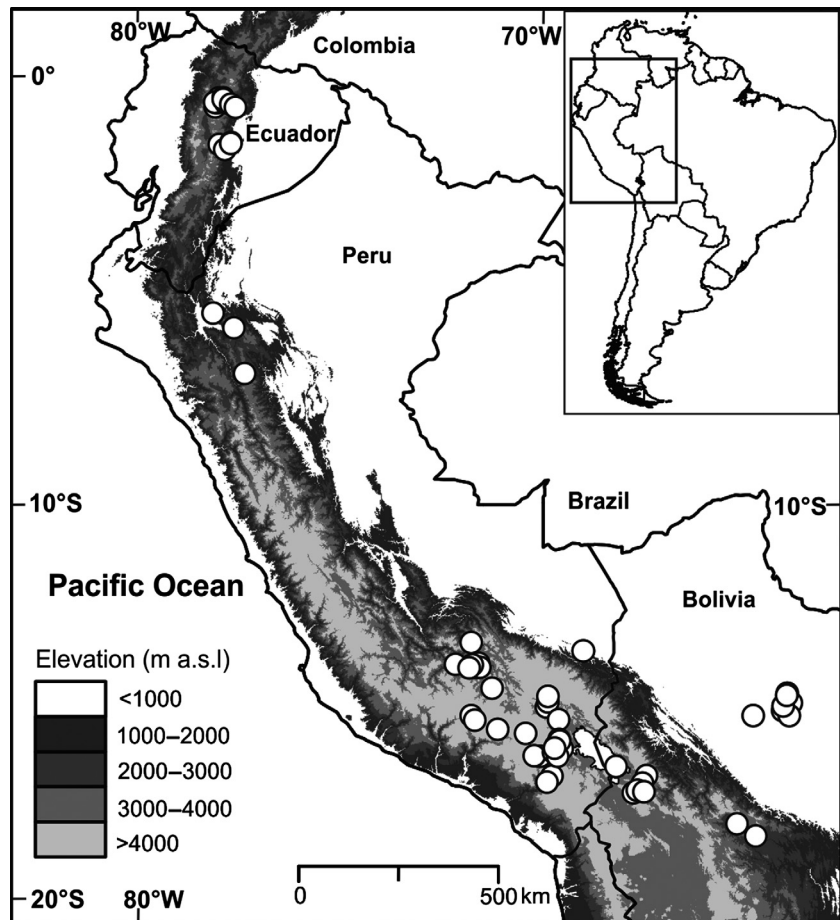 80°W
70°W
Colombia
0°
Ecuador
Peru
10°S
10°S
Brazil
Pacific Ocean
Bolivia
Elevation (m a.s.l)
<1000
1000–2000
2000–3000
3000–4000
>4000
0 500 km
20°S
80°W